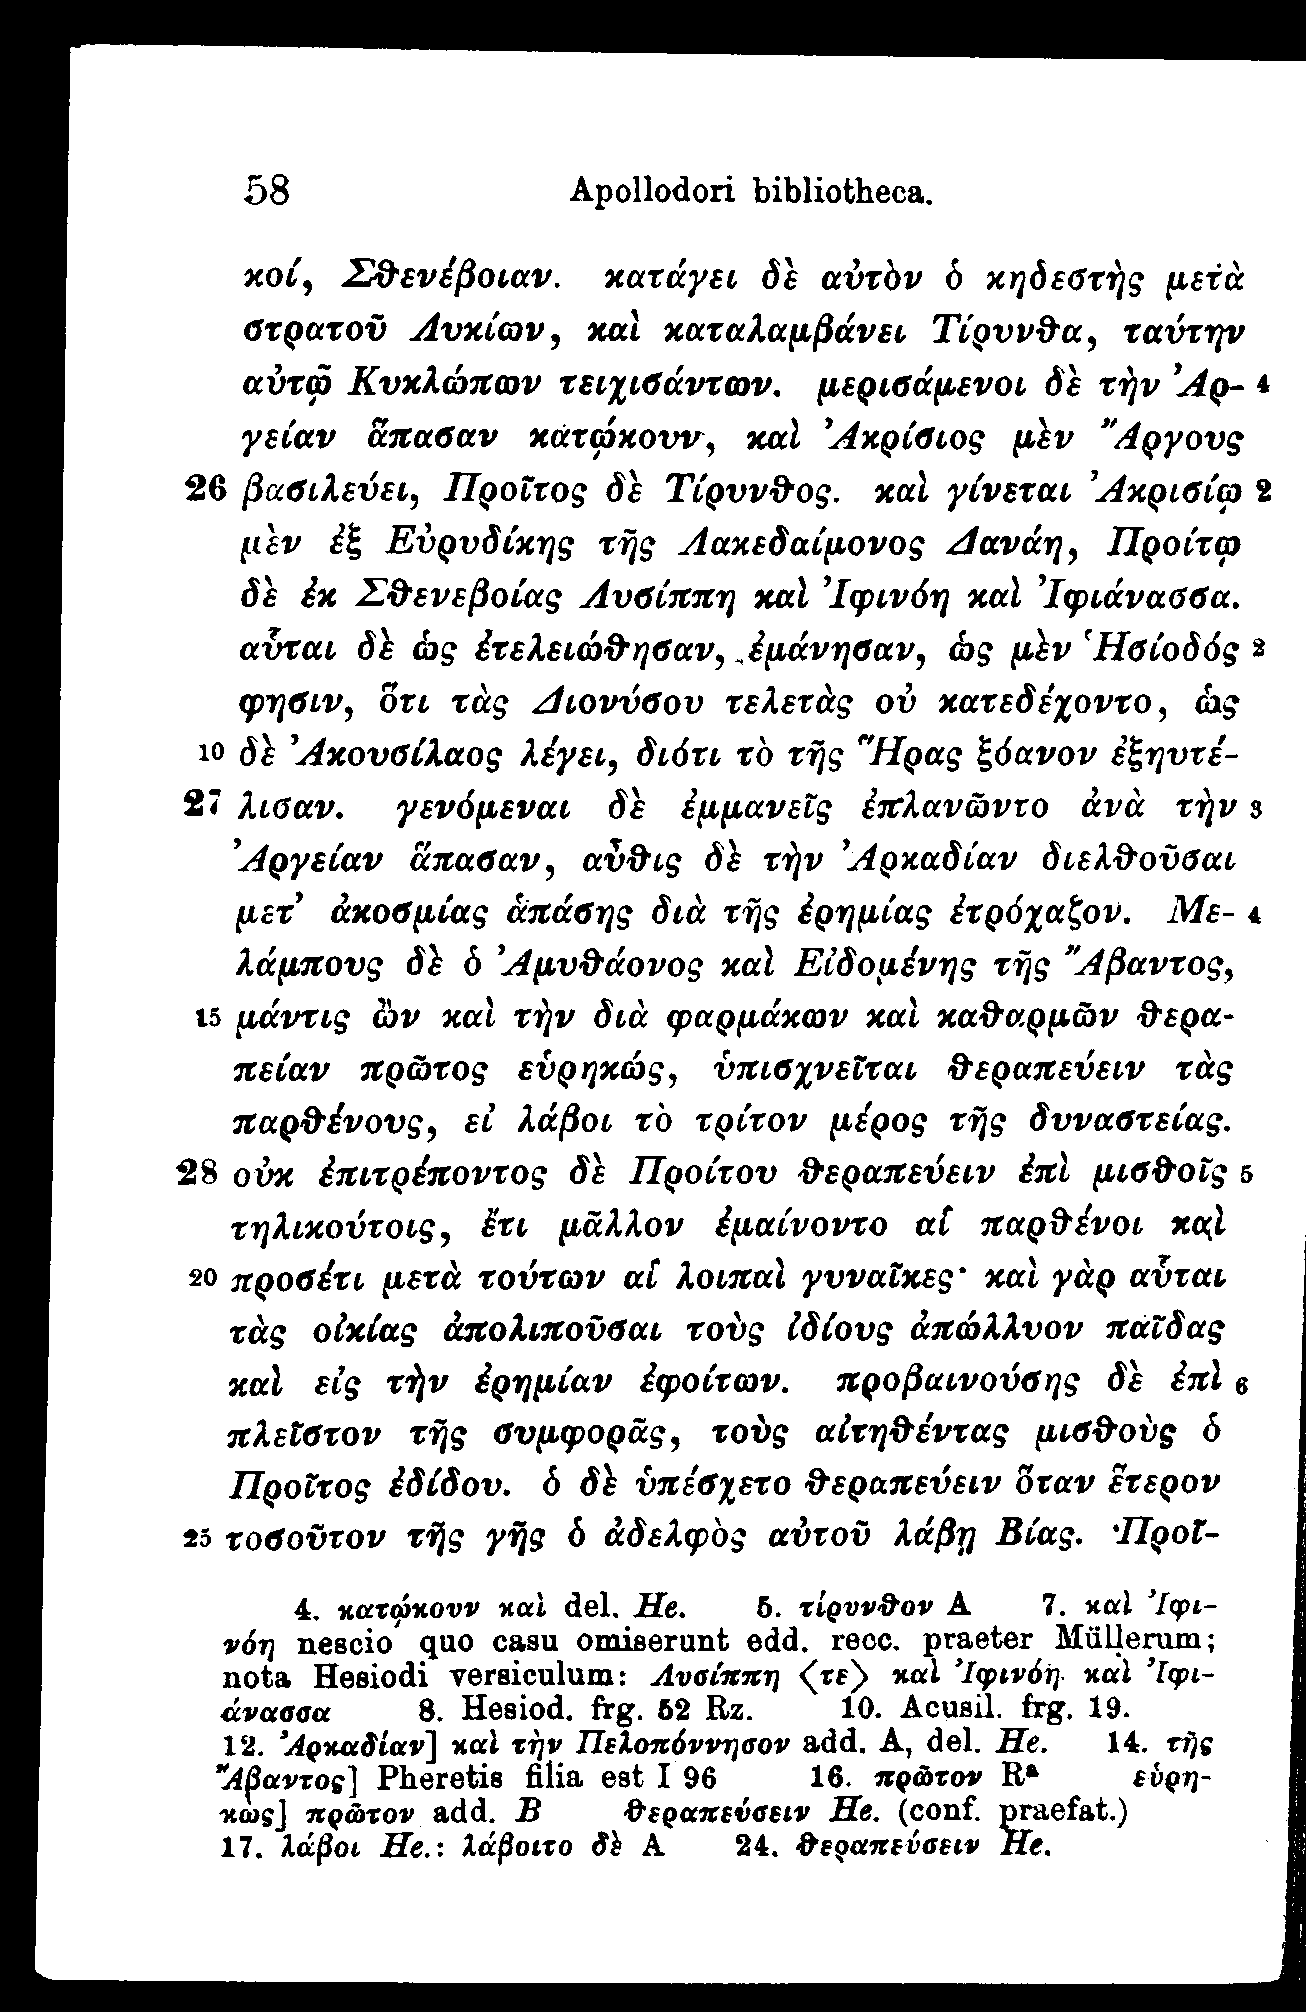 58 Apollodori bibliotheca.
κοί, Σθενέβοιαν. κατάγει δὲ αὐτὸν ὁ κηδεστὴς μετὰ
στρατοῦ Λυκίων, καὶ καταλαμβάνει Τίρυνθα, ταύτην
αὐτῷ Κυκλώπων τειχισάντων. μερισάμενοι δὲ τὴν Ἀρ- 4
γείαν ἅπασαν κατῴκουν, καὶ Ἀκρίσιος μὲν Ἄργους
26 βασιλεύει, Προῖτος δὲ Τίρυνθος. καὶ γίνεται Ἀκρισίῳ 2
μὲν ἐξ Εὐρυδίκης τῆς Λακεδαίμονος Δανάη, Προίτῳ
δὲ ἐκ Σθενεβοίας Λυσίππη καὶ Ἰφινόη καὶ Ἰφιάνασσα.
αὗται δὲ ὡς ἐτελειώθησαν, ἐμάνησαν, ὡς μὲν Ἡσίοδός 2
φησιν, ὅτι τὰς Διονύσου τελετὰς οὐ κατεδέχοντο, ὡς
10 δὲ Ἀκουσίλαος λέγει, διότι τὸ τῆς Ἥρας ξόανον ἐξηυτέ-
27 λισαν. γενόμεναι δὲ ἐμμανεῖς ἐπλανῶντο ἀνὰ τὴν 3
Ἀργείαν ἅπασαν, αὖθις δὲ τὴν Ἀρκαδίαν διελθοῦσαι
μετ’ ἀκοσμίας ἁπάσης διὰ τῆς ἐρημίας ἐτρόχαζον. Με- 4
λάμπους δὲ ὁ Ἀμυθάονος καὶ Εἰδομένης τῆς Ἄβαντος,
15 μάντις ὢν καὶ τὴν διὰ φαρμάκων καὶ καθαρμῶν θερα-
πείαν πρῶτος εὑρηκώς, ὑπισχνεῖται θεραπεύειν τὰς
παρθένους, εἰ λάβοι τὸ τρίτον μέρος τῆς δυναστείας.
28 οὐκ ἐπιτρέποντος δὲ Προίτου θεραπεύειν ἐπὶ μισθοῖς 5
τηλικούτοις, ἔτι μᾶλλον ἐμαίνοντο αἱ παρθένοι καὶ
20 προσέτι μετὰ τούτων αἱ λοιπαὶ γυναῖκες· καὶ γὰρ αὗται
τὰς οἰκίας ἀπολιποῦσαι τοὺς ἰδίους ἀπώλλυον παῖδας
καὶ εἰς τὴν ἐρημίαν ἐφοίτων. προβαινούσης δὲ ἐπὶ 6
πλεῖστον τῆς συμφορᾶς, τοὺς αἰτηθέντας μισθοὺς ὁ
Προῖτος ἐδίδου. ὁ δὲ ὑπέσχετο θεραπεύειν ὅταν ἕτερον
25 τοσοῦτον τῆς γῆς ὁ ἀδελφὸς αὐτοῦ λάβῃ Βίας. Προῖ-
4. κατῴκουν καὶ del. He. 5. τίρυνθον A 7. καὶ Ἰφι-
νόη nescio quo casu omiserunt edd. recc. praeter Müllerum;
nota Hesiodi versiculum: Λυσίππη ⟨τε⟩ καὶ Ἰφινόη καὶ Ἰφι-
άνασσα 8. Hesiod. frg. 52 Rz. 10. Acusil. frg. 19.
12. Ἀρκαδίαν] καὶ τὴν Πελοπόννησον add. A, del. He. 14. τῆς
Ἄβαντος] Pheretis filia est I 96 16. πρῶτον Rᵃ εὑρη-
κώς] πρῶτον add. B θεραπεύσειν He. (conf. praefat.)
17. λάβοι He.: λάβοιτο δὲ A 24. θεραπεύσειν He.